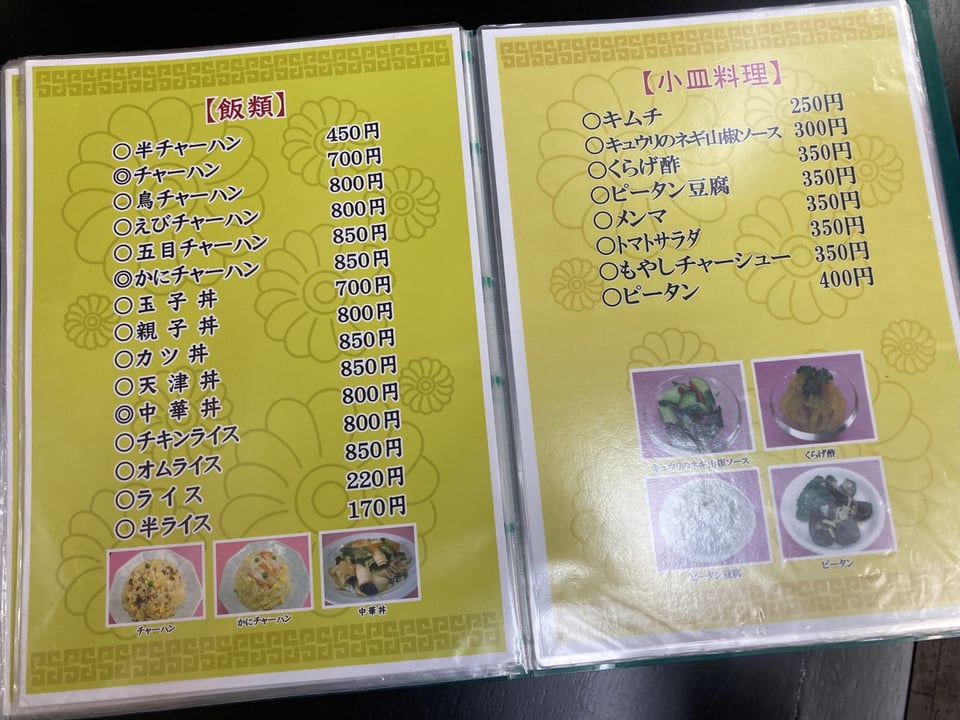 【飯類】
○半チャーハン 450円
◎チャーハン 700円
○鳥チャーハン 800円
○えびチャーハン 800円
○五目チャーハン 850円
◎かにチャーハン 850円
○玉子丼 700円
○親子丼 800円
○カツ丼 850円
○天津丼 850円
◎中華丼 800円
○チキンライス 800円
○オムライス 850円
○ライス 220円
○半ライス 170円
チャーハン
かにチャーハン
中華丼
【小皿料理】
○キムチ 250円
○キュウリのネギ山椒ソース 300円
○くらげ酢 350円
○ピータン豆腐 350円
○メンマ 350円
○トマトサラダ 350円
○もやしチャーシュー 350円
○ピータン 400円
キュウリのネギ山椒ソース
くらげ酢
ピータン豆腐
ピータン